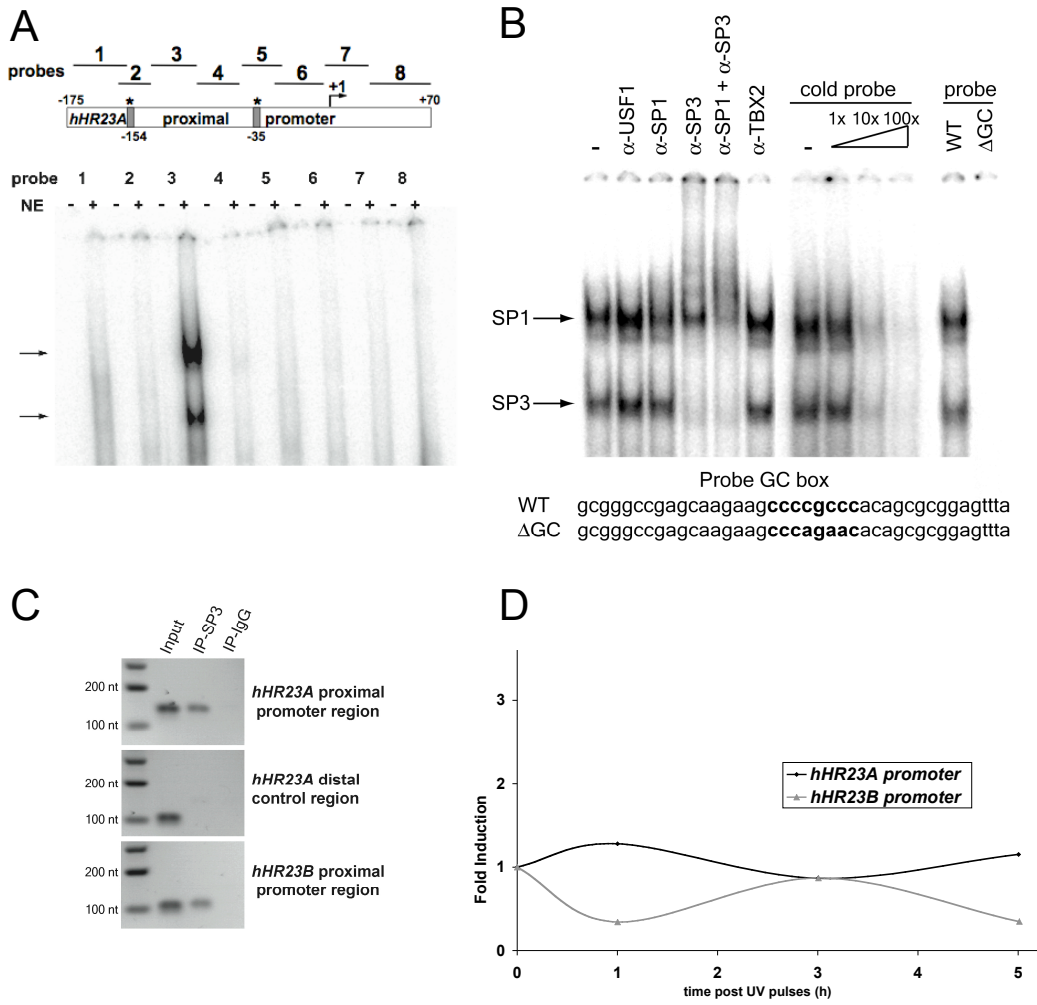 A
probes 1 2 3 4 5 6 7 8
+1
-175 * * +70
hHR23A proximal promoter
-154 -35
probe 1 2 3 4 5 6 7 8
NE - + - + - + - + - + - + - + - +
B
- α-USF1 α-SP1 α-SP3 α-SP1 + α-SP3 α-TBX2
cold probe
- 1x 10x 100x
probe
WT ΔGC
SP1
SP3
Probe GC box
WT gcgggccgagcaagaagccccgcccacagcgcggagttta
ΔGC gcgggccgagcaagaagcccagaacacagcgcggagttta
C
Input IP-SP3 IP-IgG
200 nt
100 nt
hHR23A proximal
promoter region
200 nt
100 nt
hHR23A distal
control region
200 nt
100 nt
hHR23B proximal
promoter region
D
Fold Induction
3
2
1
0
hHR23A promoter
hHR23B promoter
0 1 2 3 4 5
time post UV pulses (h)